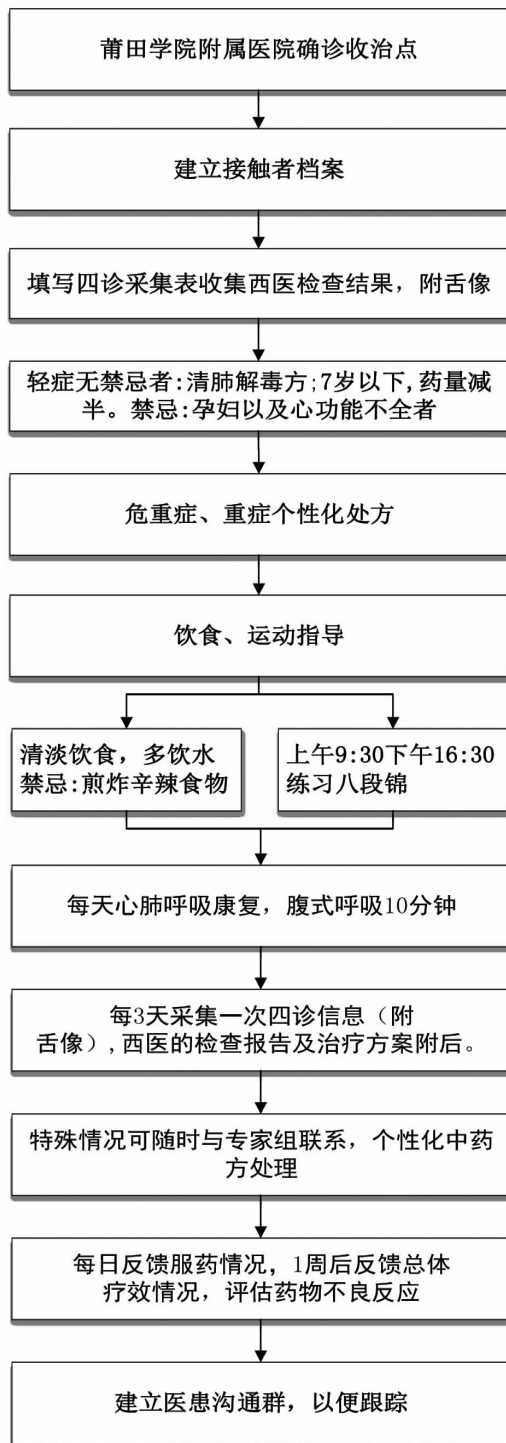 莆田学院附属医院确诊收治点
建立接触者档案
填写四诊采集表收集西医检查结果，附舌像
轻症无禁忌者:清肺解毒方;7岁以下,药量减
半。禁忌:孕妇以及心功能不全者
危重症、重症个性化处方
饮食、运动指导
清淡饮食，多饮水
禁忌:煎炸辛辣食物
上午9:30下午16:30
练习八段锦
每天心肺呼吸康复，腹式呼吸10分钟
每3天采集一次四诊信息（附
舌像）,西医的检查报告及治疗方案附后。
特殊情况可随时与专家组联系，个性化中药
方处理
每日反馈服药情况，1周后反馈总体
疗效情况，评估药物不良反应
建立医患沟通群，以便跟踪